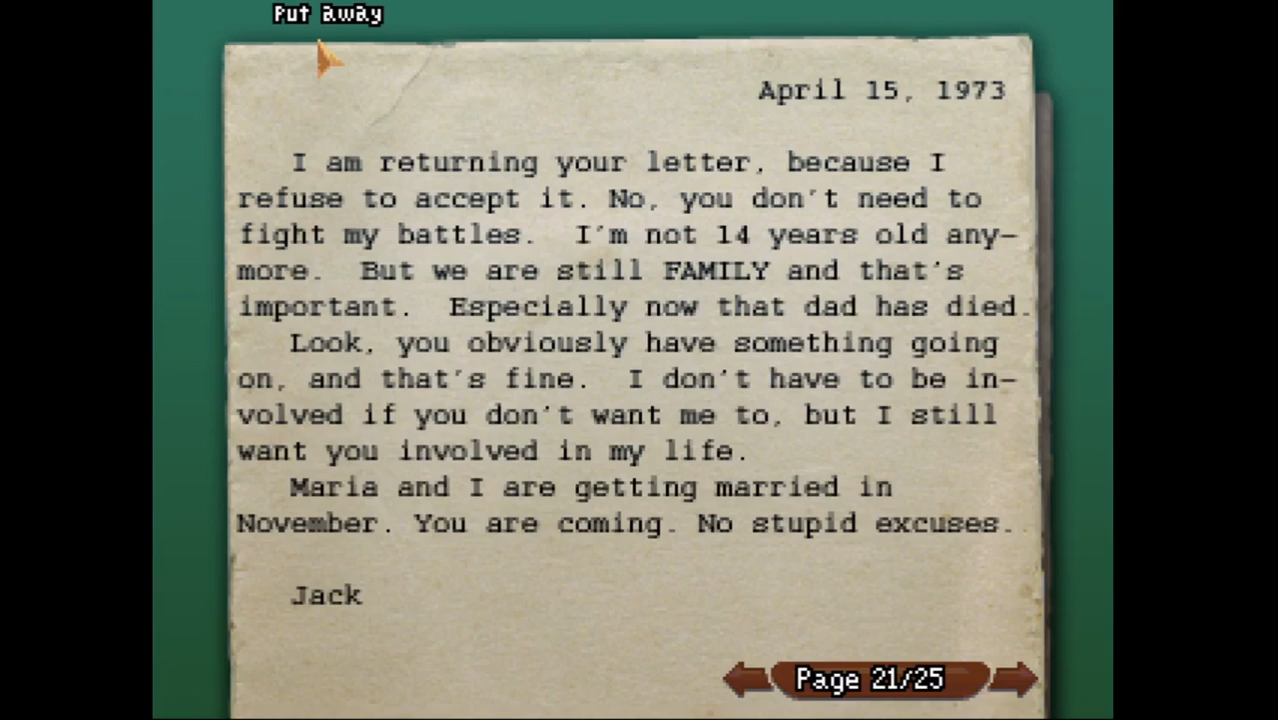 Put away
April 15, 1973
I am returning your letter, because I
refuse to accept it. No, you don't need to
fight my battles. I'm not 14 years old any-
more. But we are still FAMILY and that's
important. Especially now that dad has died.
Look, you obviously have something going
on, and that's fine. I don't have to be in-
volved if you don't want me to, but I still
want you involved in my life.
Maria and I are getting married in
November. You are coming. No stupid excuses.
Jack
Page 21/25